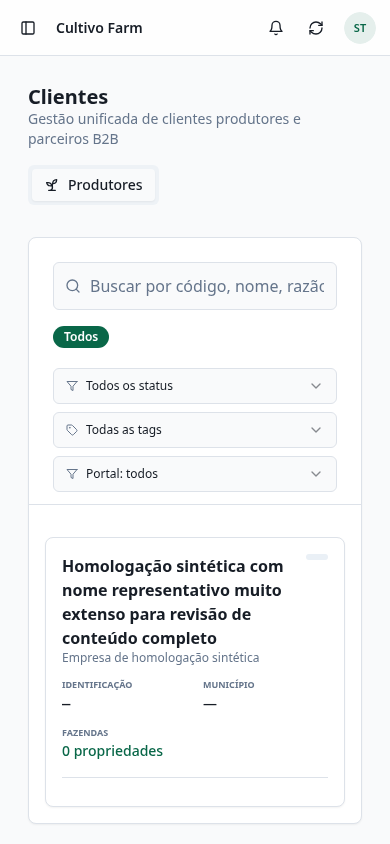 Cultivo Farm
ST
Clientes
Gestão unificada de clientes produtores e
parceiros B2B
Produtores
Buscar por código, nome, razão
Todos
Todos os status
Todas as tags
Portal: todos
Homologação sintética com
nome representativo muito
extenso para revisão de
conteúdo completo
Empresa de homologação sintética
IDENTIFICAÇÃO
MUNICÍPIO
—
—
FAZENDAS
0 propriedades